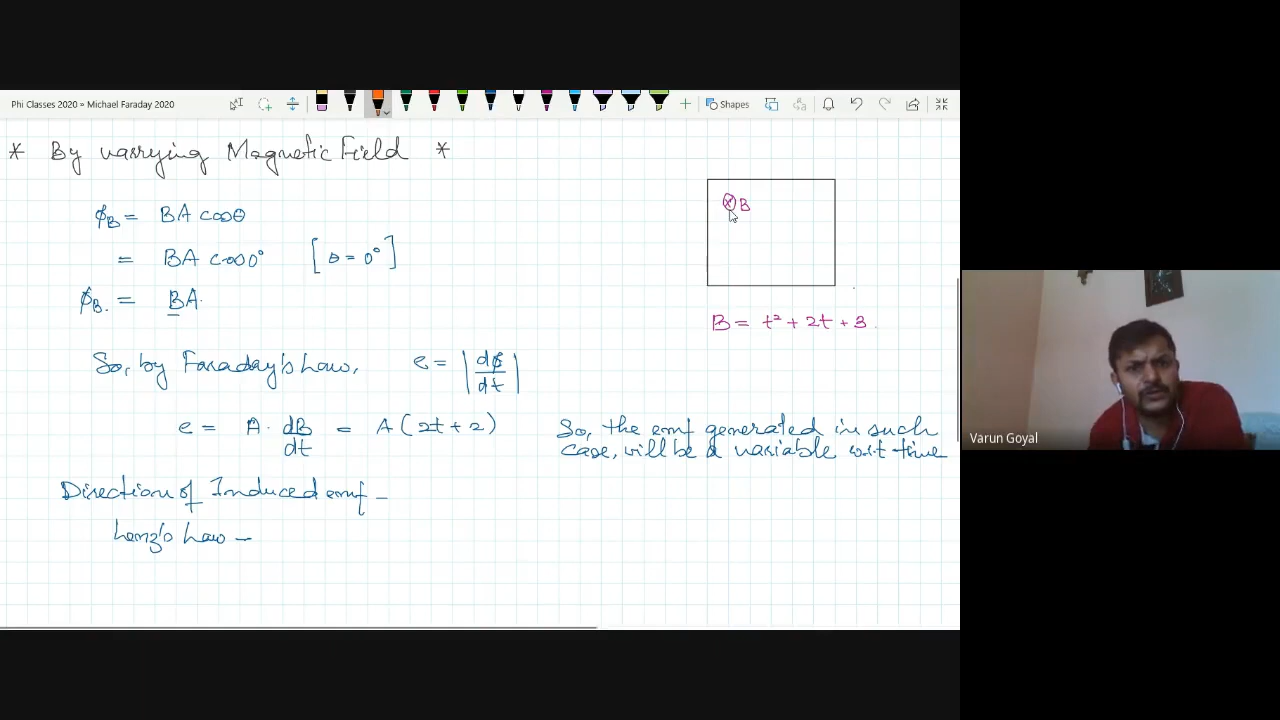 Phi Classes 2020 » Michael Faraday 2020
Shapes
* By varrying Magnetic Field *
ϕB = BA cosθ
= BA cos0° [θ = 0°]
ϕB. = BA.
⊗B
B = t² + 2t + 3.
So, by Faraday's Law, e = |dϕ/dt|
e = A. dB/dt = A(2t + 2)
So, the emf generated in such
case, will be a variable w.r.t time
Direction of Induced emf –
Lenz's Law –
Varun Goyal